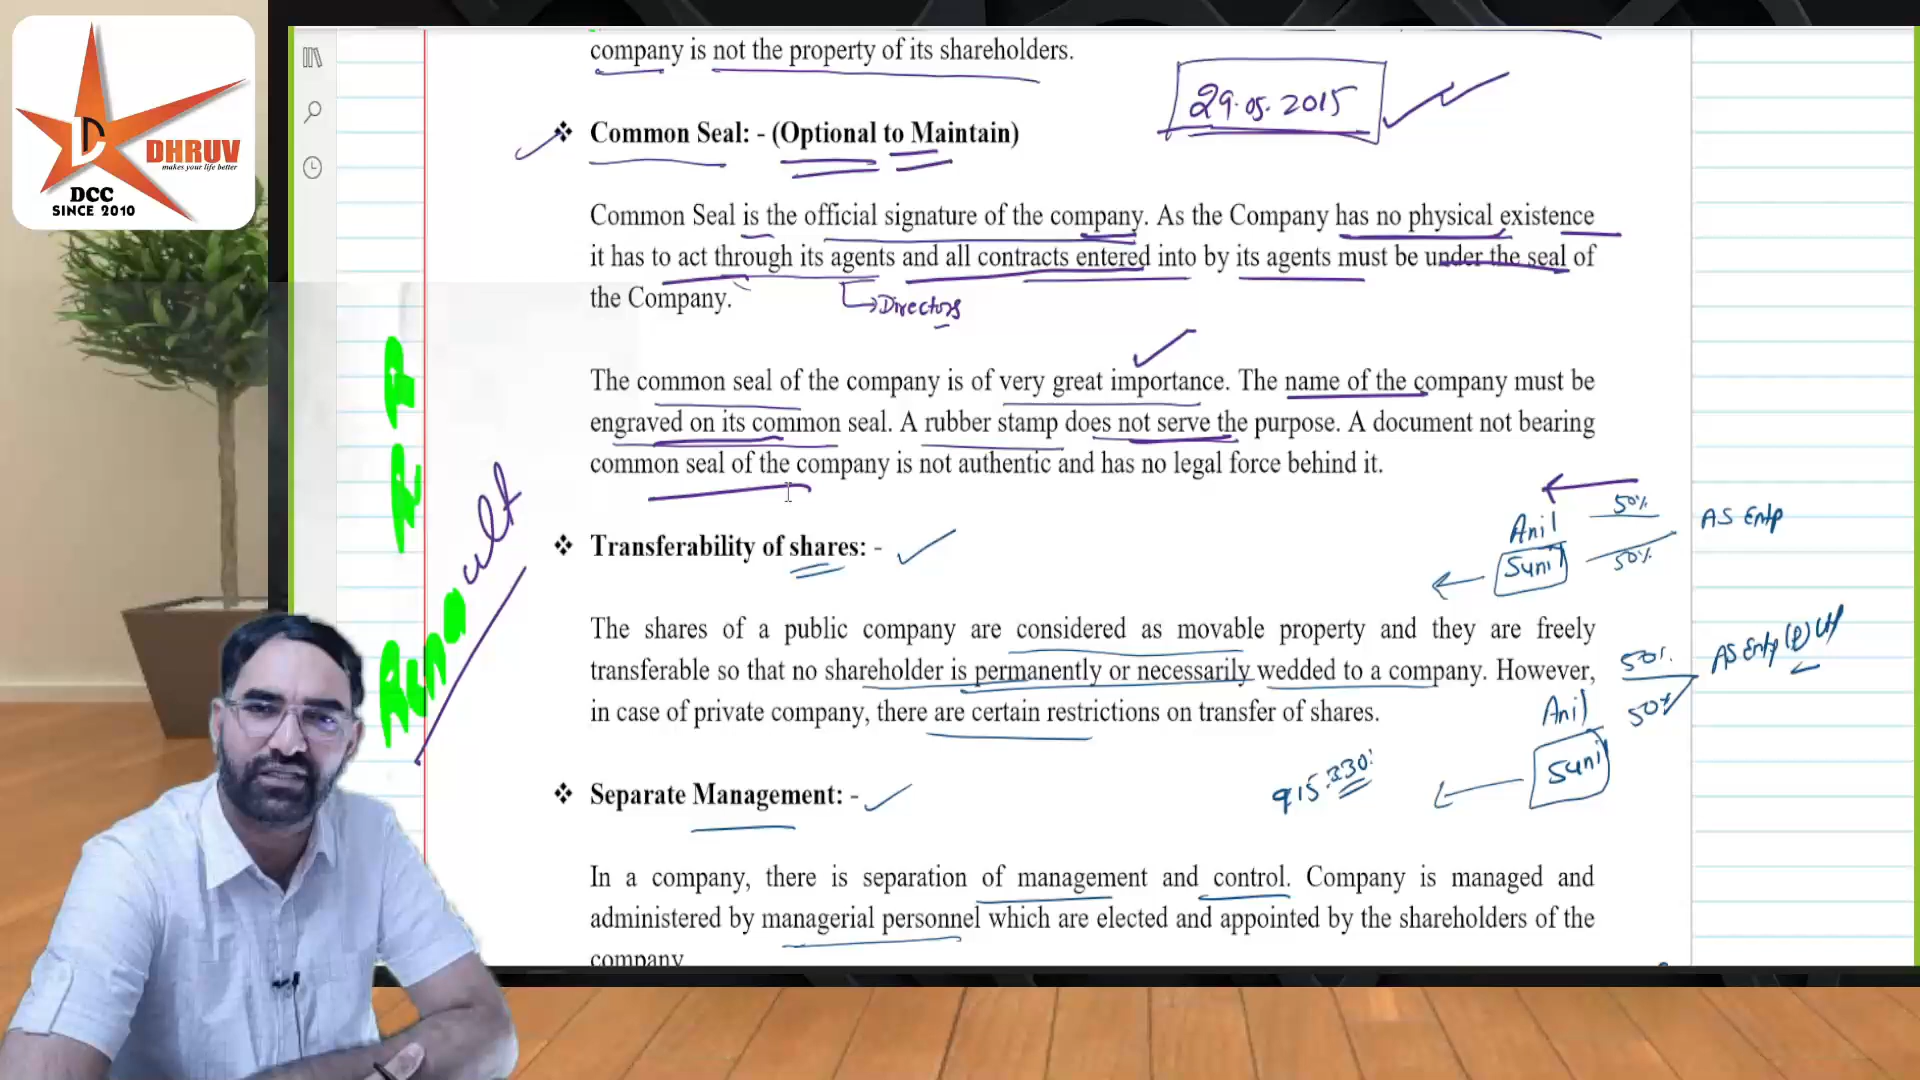 DHRUV
makes your life better
DCC
SINCE 2010
company is not the property of its shareholders.
29.05.2015
❖ Common Seal: - (Optional to Maintain)
Common Seal is the official signature of the company. As the Company has no physical existence
it has to act through its agents and all contracts entered into by its agents must be under the seal of
the Company.
Directors
The common seal of the company is of very great importance. The name of the company must be
engraved on its common seal. A rubber stamp does not serve the purpose. A document not bearing
common seal of the company is not authentic and has no legal force behind it.
Anil 50% AS Entp
Sunil 50%
❖ Transferability of shares: -
The shares of a public company are considered as movable property and they are freely
transferable so that no shareholder is permanently or necessarily wedded to a company. However,
in case of private company, there are certain restrictions on transfer of shares.
50% AS Entp (P)
Anil 50%
Suni
❖ Separate Management: -
In a company, there is separation of management and control. Company is managed and
administered by managerial personnel which are elected and appointed by the shareholders of the
company